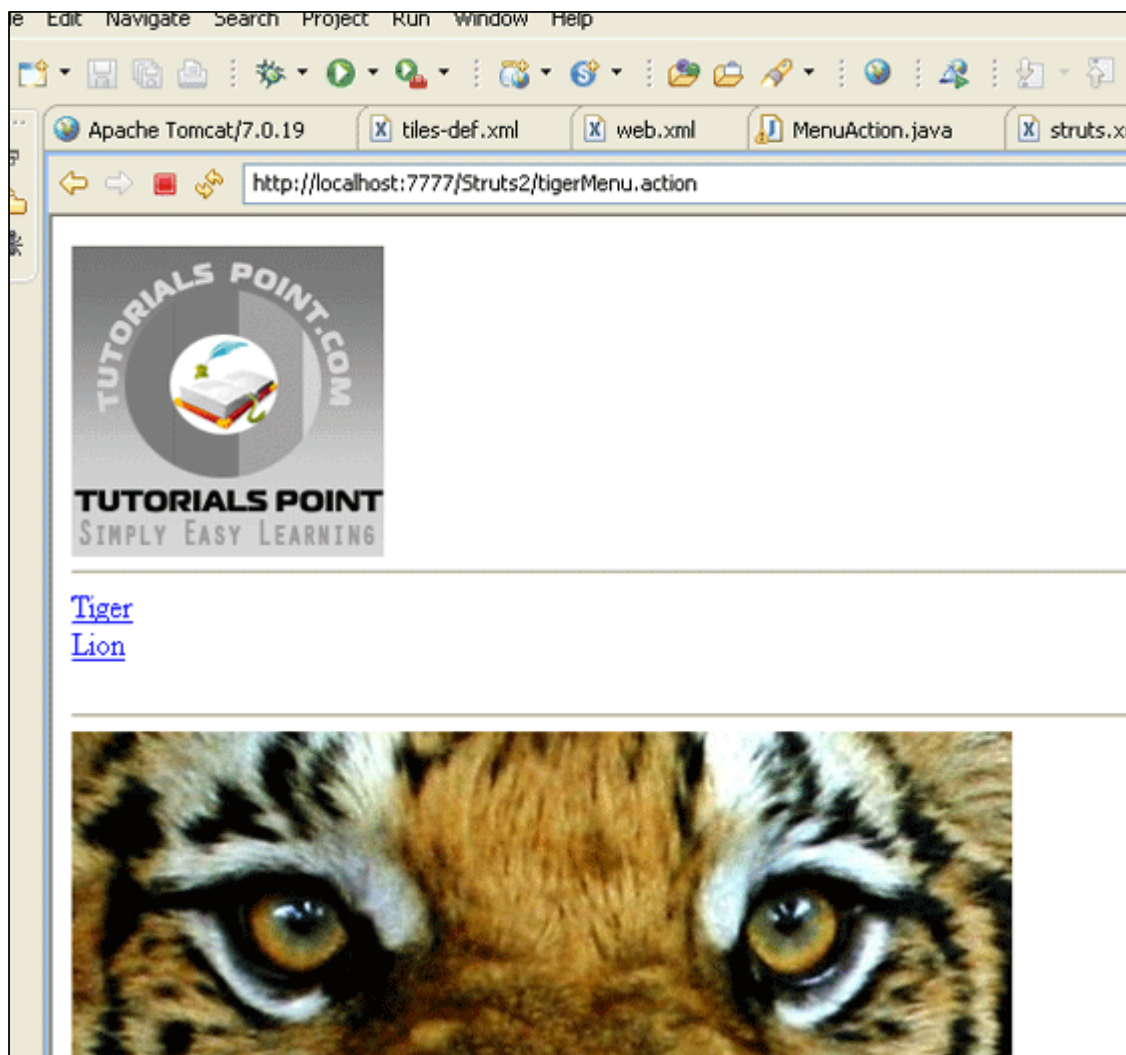 Edit Navigate Search Project Run Window Help
Apache Tomcat/7.0.19 tiles-def.xml web.xml MenuAction.java
http://localhost:7777/Struts2/tigerMenu.action
TUTORIALS POINT.COM
TUTORIALS POINT
SIMPLY EASY LEARNING
Tiger
Lion